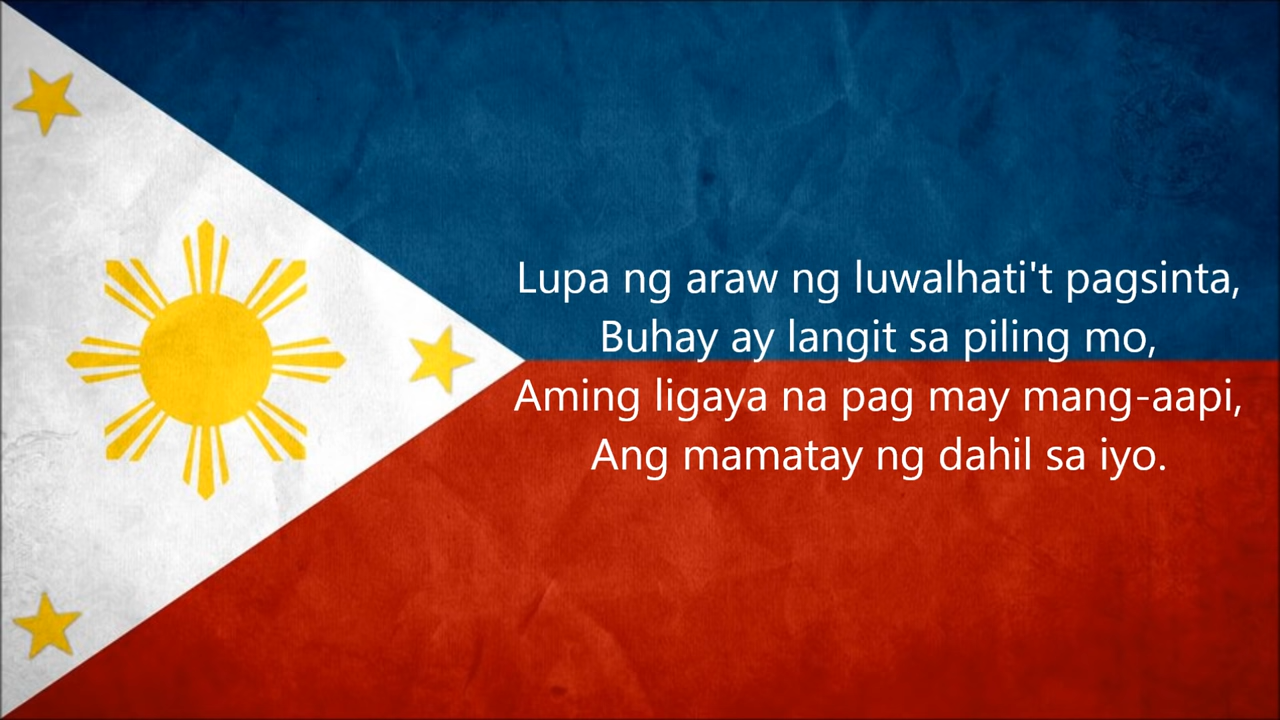 Lupa ng araw ng luwalhati't pagsinta,
Buhay ay langit sa piling mo,
Aming ligaya na pag may mang-aapi,
Ang mamatay ng dahil sa iyo.